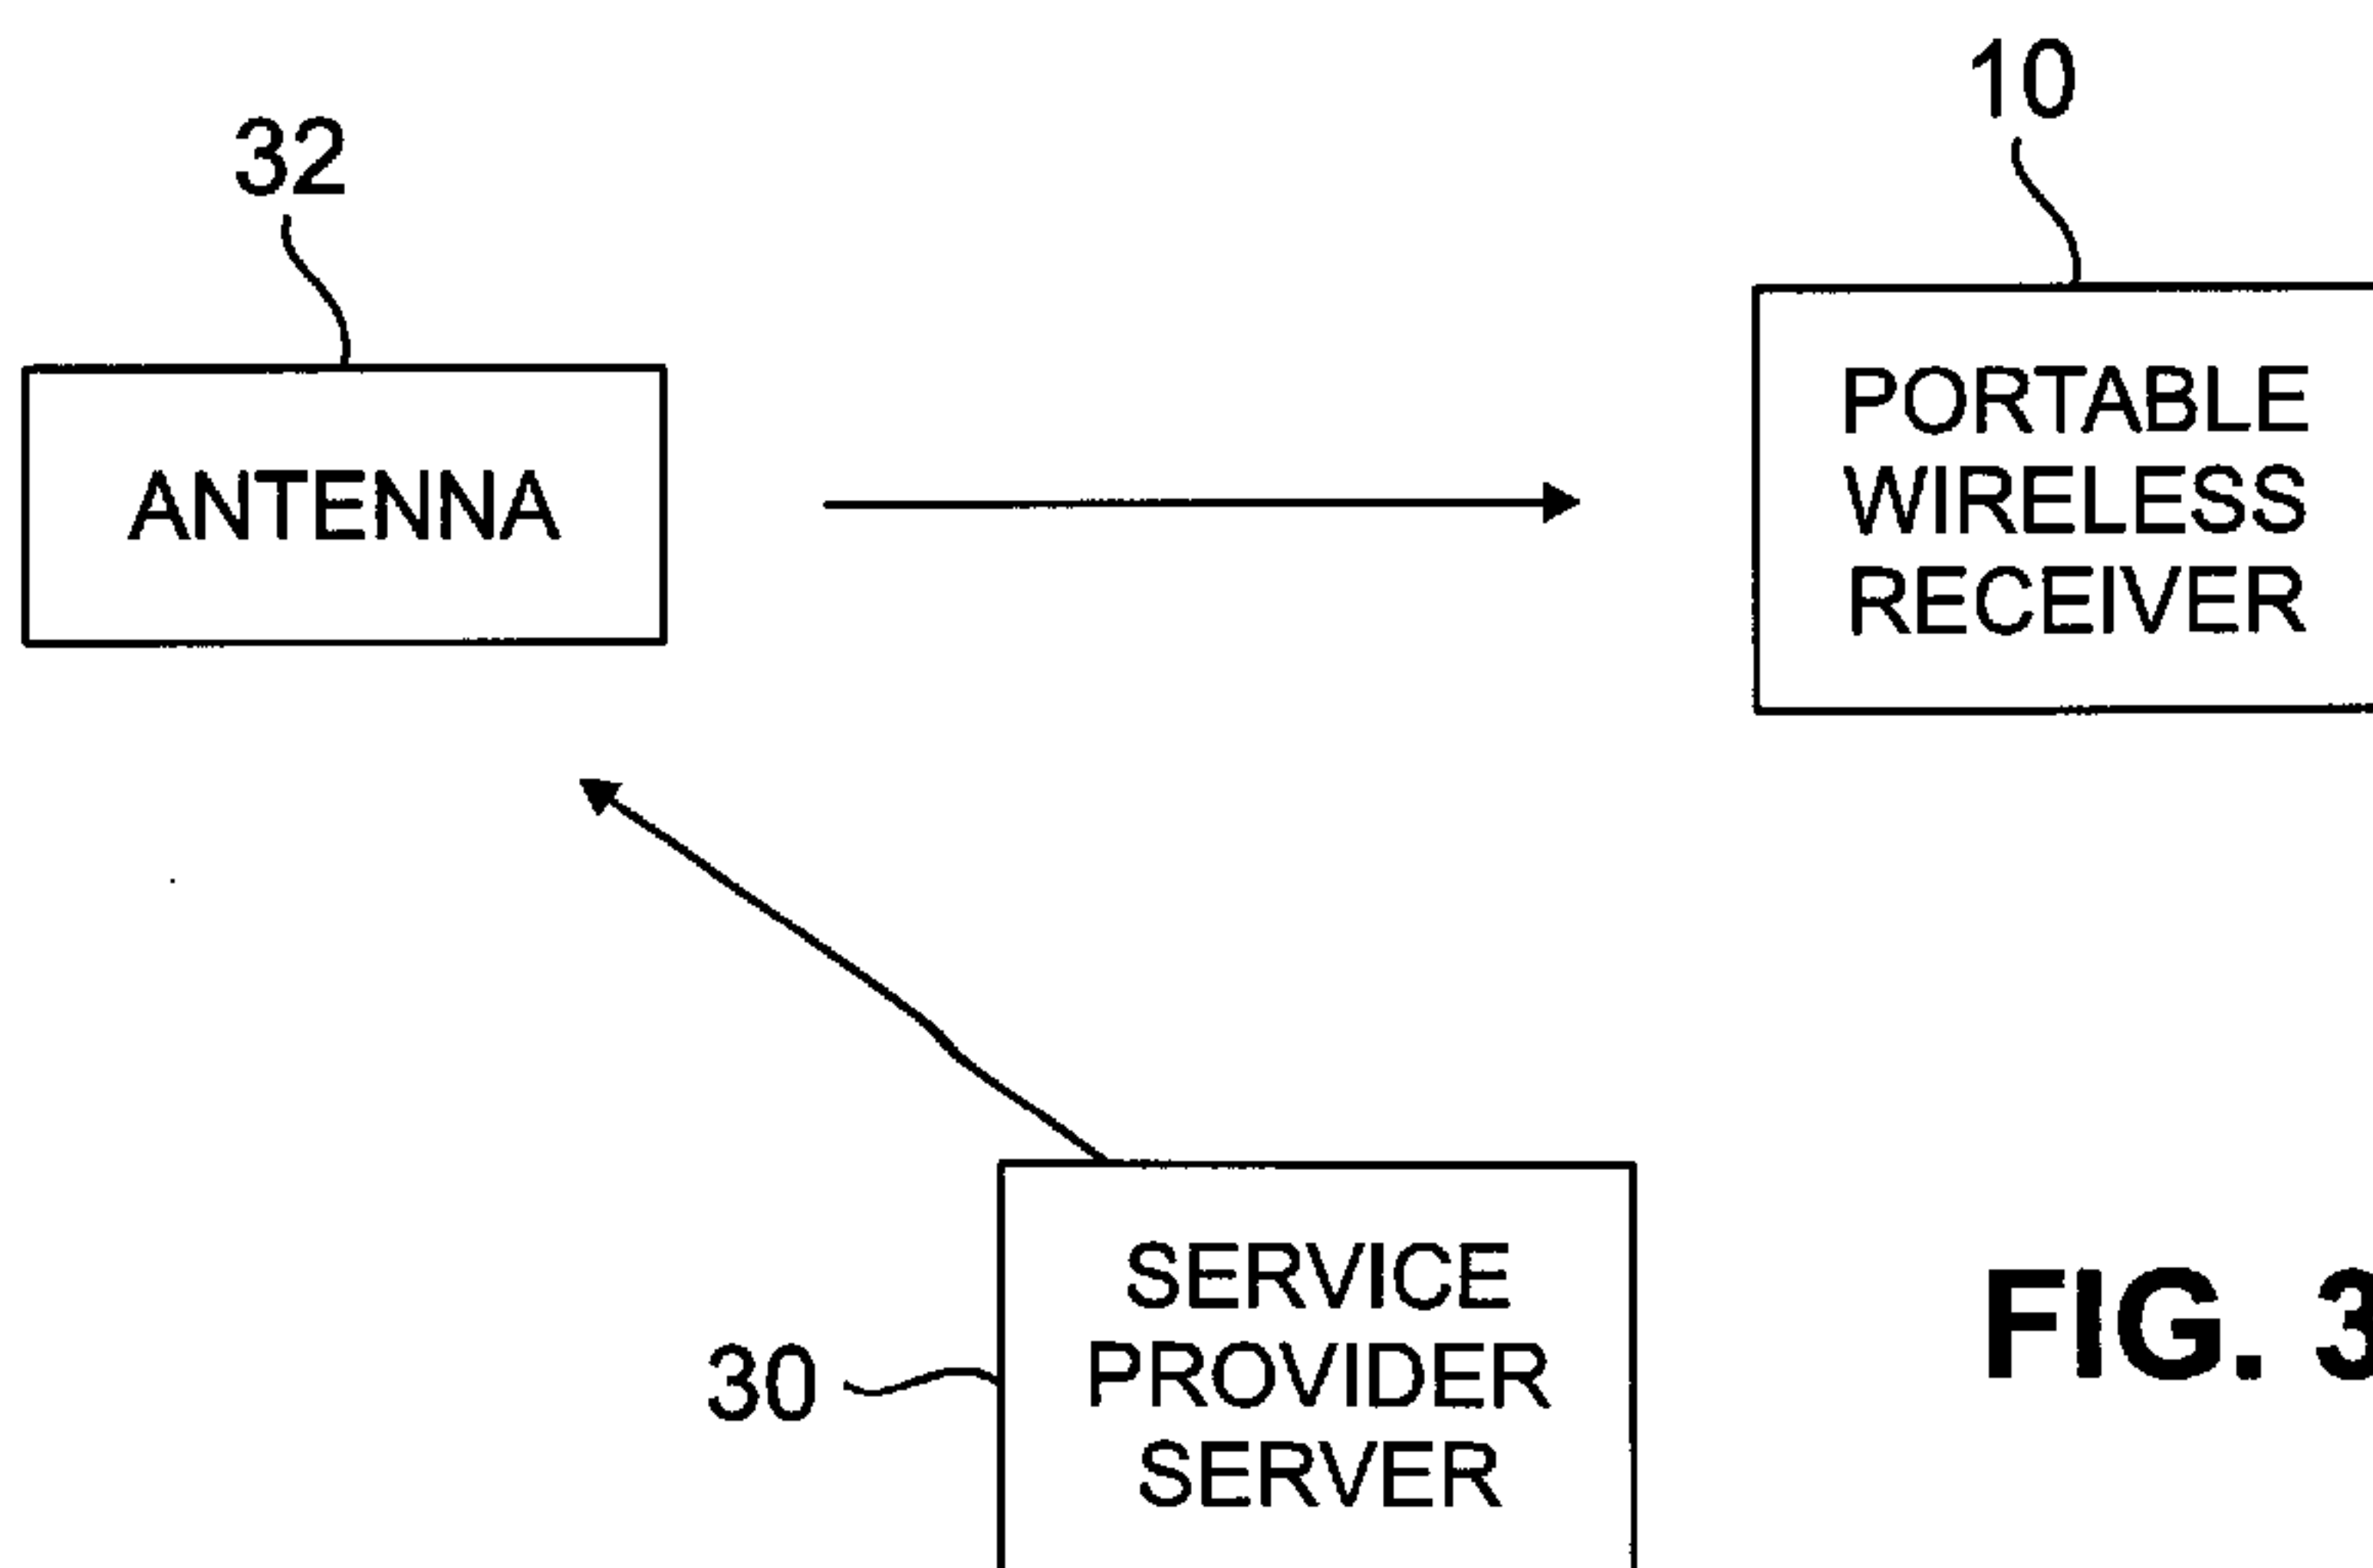 10
32
PORTABLE
WIRELESS
RECEIVER
ANTENNA
SERVICE
PROVIDER
SERVER
30
FIG. 3